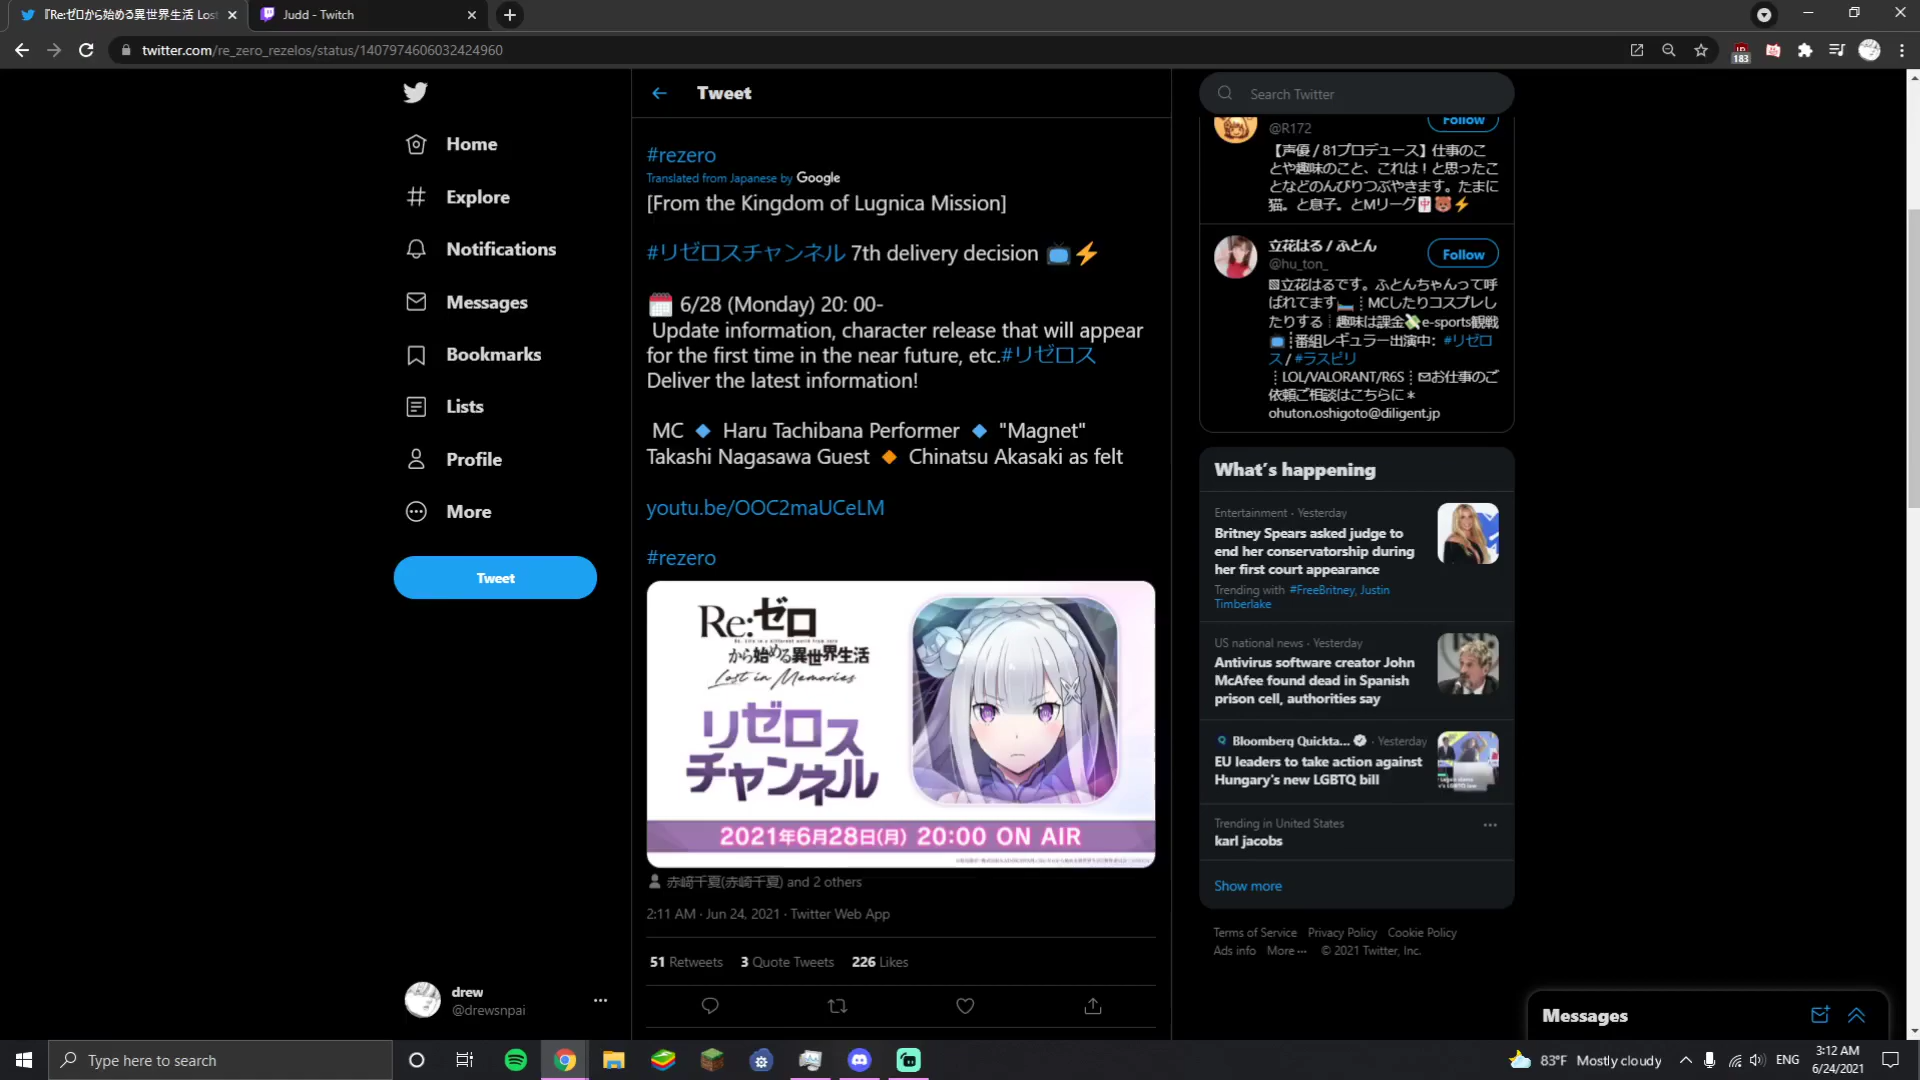 『Re:ゼロから始める異世界生活 Lost
Judd - Twitch
twitter.com/re_zero_rezelos/status/1407974606032424960
183
Home
Explore
Notifications
Messages
Bookmarks
Lists
Profile
More
Tweet
drew
@drewsnpai
Tweet
#rezero
Translated from Japanese by Google
[From the Kingdom of Lugnica Mission]
#リゼロスチャンネル 7th delivery decision 📺⚡
📅 6/28 (Monday) 20: 00-
Update information, character release that will appear
for the first time in the near future, etc.#リゼロス
Deliver the latest information!
MC 🔹 Haru Tachibana Performer 🔹 "Magnet"
Takashi Nagasawa Guest 🔸 Chinatsu Akasaki as felt
youtu.be/OOC2maUCeLM
#rezero
Re:ゼロ
Re: Life in a different world from zero
から始める異世界生活
Lost in Memories
リゼロス
チャンネル
2021年6月28日(月) 20:00 ON AIR
赤﨑千夏(赤崎千夏) and 2 others
2:11 AM · Jun 24, 2021 · Twitter Web App
51 Retweets 3 Quote Tweets 226 Likes
Search Twitter
@R172
Follow
【声優 / 81プロデュース】仕事のこ
とや趣味のこと、これは！と思ったこ
となどのんびりつぶやきます。たまに
猫。と息子。とMリーグ🀄🐻⚡
立花はる / ふとん
@hu_ton_
Follow
立花はるです。ふとんちゃんって呼
ばれてます🛏️┊MCしたりコスプレし
たりする┊趣味は課金💸e-sports観戦
📺┊番組レギュラー出演中：#リゼロ
ス / #ラスピリ
┊LOL/VALORANT/R6S┊✉お仕事のご
依頼ご相談はこちらに＊
ohuton.oshigoto@diligent.jp
What's happening
Entertainment · Yesterday
Britney Spears asked judge to
end her conservatorship during
her first court appearance
Trending with #FreeBritney, Justin
Timberlake
US national news · Yesterday
Antivirus software creator John
McAfee found dead in Spanish
prison cell, authorities say
Bloomberg Quickta... · Yesterday
EU leaders to take action against
Hungary's new LGBTQ bill
Trending in United States
karl jacobs
Show more
Terms of Service Privacy Policy Cookie Policy
Ads info More ··· © 2021 Twitter, Inc.
Messages
Type here to search
83°F Mostly cloudy
ENG
3:12 AM
6/24/2021